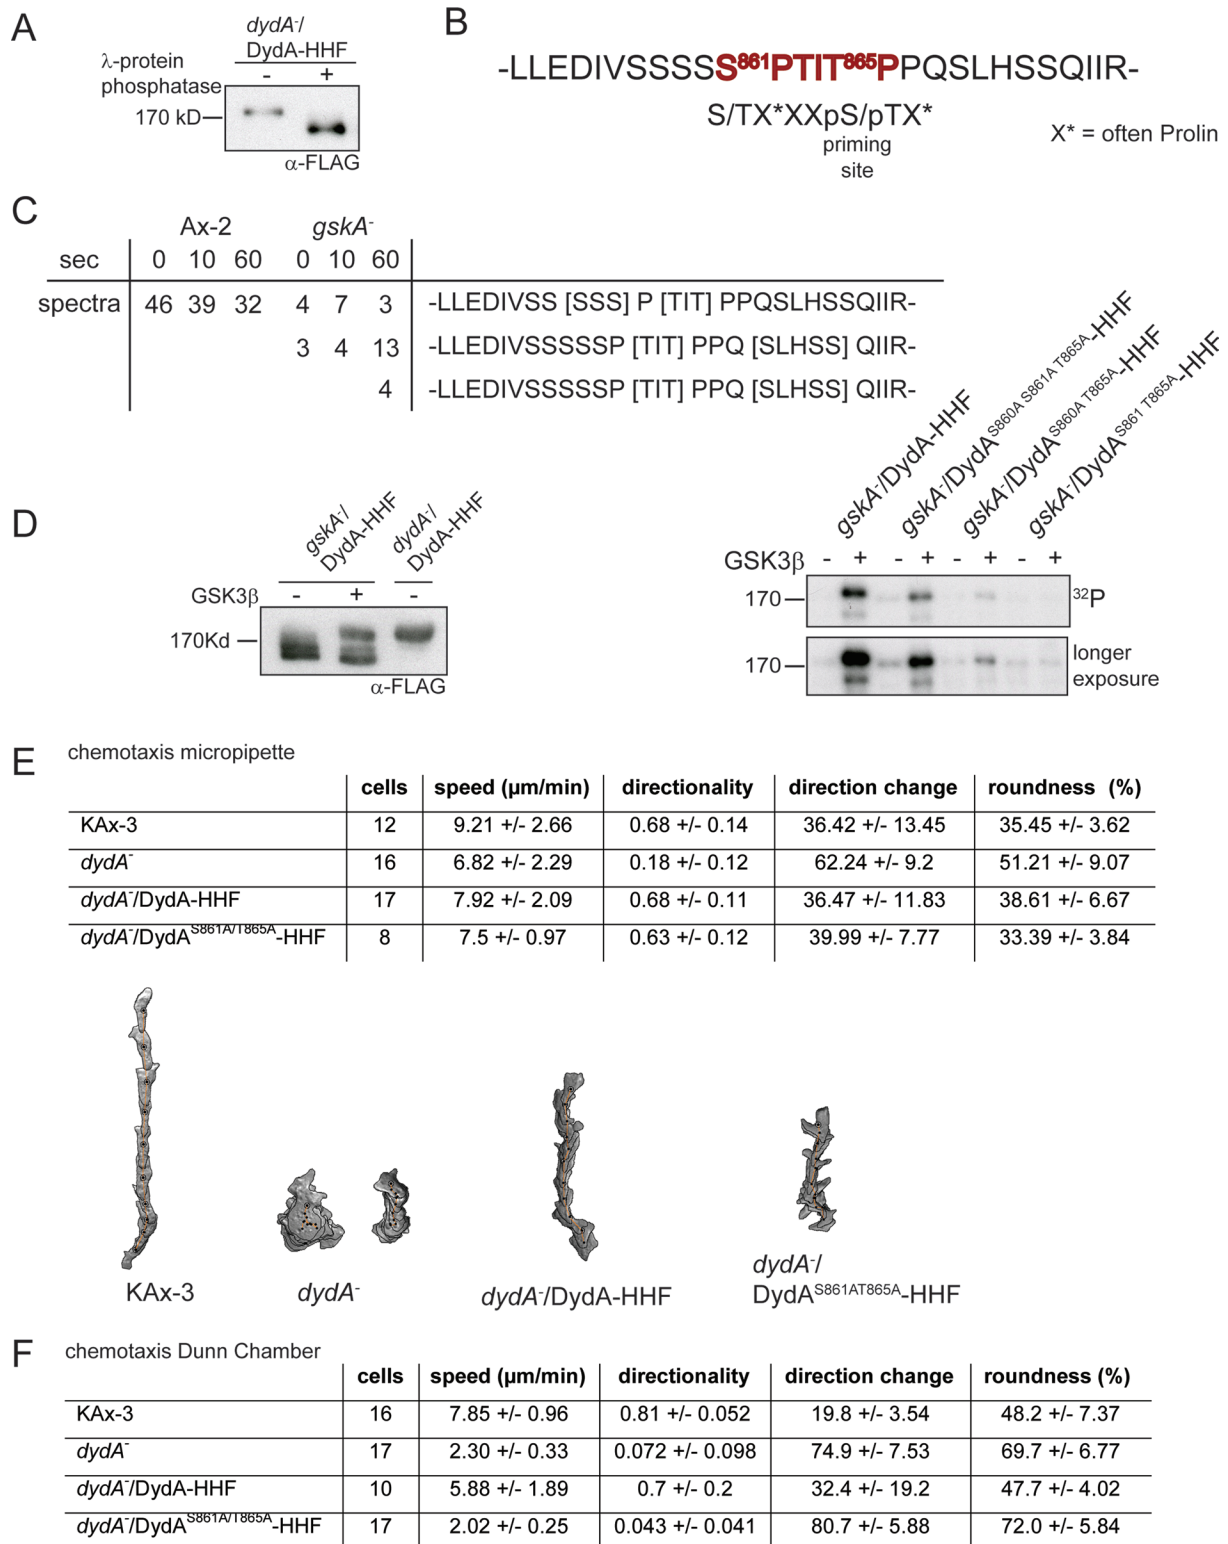 A
dydA-/
DydA-HHF
λ-protein
phosphatase
- +
170 kD
α-FLAG
B
-LLEDIVSSSSS861PTIT865PPQSLHSSQIIR-
S/TX*XXpS/pTX*
priming
site
X* = often Prolin
C
Ax-2 gskA-
sec 0 10 60 0 10 60
spectra 46 39 32 4 7 3 -LLEDIVSS [SSS] P [TIT] PPQSLHSSQIIR-
3 4 13 -LLEDIVSSSSSP [TIT] PPQ [SLHSS] QIIR-
4 -LLEDIVSSSSSP [TIT] PPQ [SLHSS] QIIR-
D
gskA-/
DydA-HHF
dydA-/
DydA-HHF
GSK3β - + -
170Kd
α-FLAG
gskA-/DydA-HHF
gskA-/DydAS860A S861A T865A-HHF
gskA-/DydAS860A T865A-HHF
gskA-/DydAS861 T865A-HHF
GSK3β - + - + - + - +
170 32P
170 longer
exposure
E chemotaxis micropipette
cells speed (μm/min) directionality direction change roundness (%)
KAx-3 12 9.21 +/- 2.66 0.68 +/- 0.14 36.42 +/- 13.45 35.45 +/- 3.62
dydA- 16 6.82 +/- 2.29 0.18 +/- 0.12 62.24 +/- 9.2 51.21 +/- 9.07
dydA-/DydA-HHF 17 7.92 +/- 2.09 0.68 +/- 0.11 36.47 +/- 11.83 38.61 +/- 6.67
dydA-/DydAS861A/T865A-HHF 8 7.5 +/- 0.97 0.63 +/- 0.12 39.99 +/- 7.77 33.39 +/- 3.84
KAx-3
dydA-
dydA-/DydA-HHF
dydA-/
DydAS861AT865A-HHF
F chemotaxis Dunn Chamber
cells speed (μm/min) directionality direction change roundness (%)
KAx-3 16 7.85 +/- 0.96 0.81 +/- 0.052 19.8 +/- 3.54 48.2 +/- 7.37
dydA- 17 2.30 +/- 0.33 0.072 +/- 0.098 74.9 +/- 7.53 69.7 +/- 6.77
dydA-/DydA-HHF 10 5.88 +/- 1.89 0.7 +/- 0.2 32.4 +/- 19.2 47.7 +/- 4.02
dydA-/DydAS861A/T865A-HHF 17 2.02 +/- 0.25 0.043 +/- 0.041 80.7 +/- 5.88 72.0 +/- 5.84